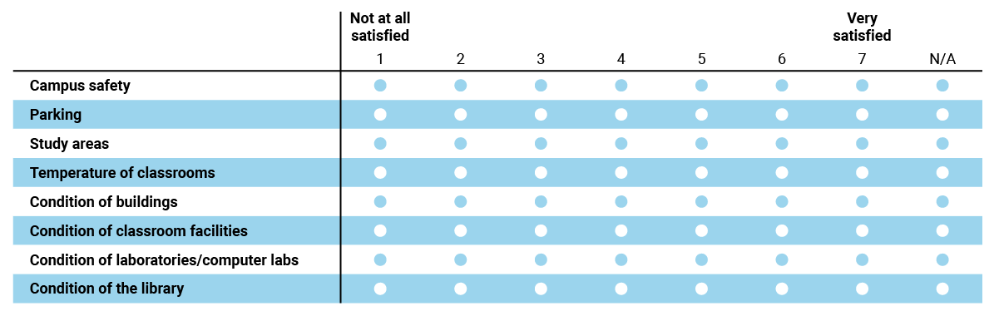 Not at all Very
satisfied satisfied
1 2 3 4 5 6 7 N/A
Campus safety
Parking
Study areas
Temperature of classrooms
Condition of buildings
Condition of classroom facilities
Condition of laboratories/computer labs
Condition of the library